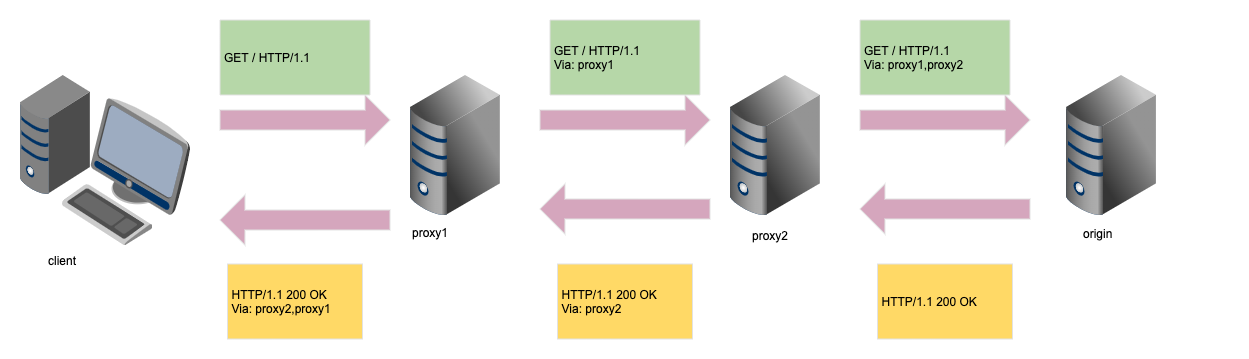 GET / HTTP/1.1
GET / HTTP/1.1
Via: proxy1
GET / HTTP/1.1
Via: proxy1,proxy2
client
proxy1
proxy2
origin
HTTP/1.1 200 OK
Via: proxy2,proxy1
HTTP/1.1 200 OK
Via: proxy2
HTTP/1.1 200 OK